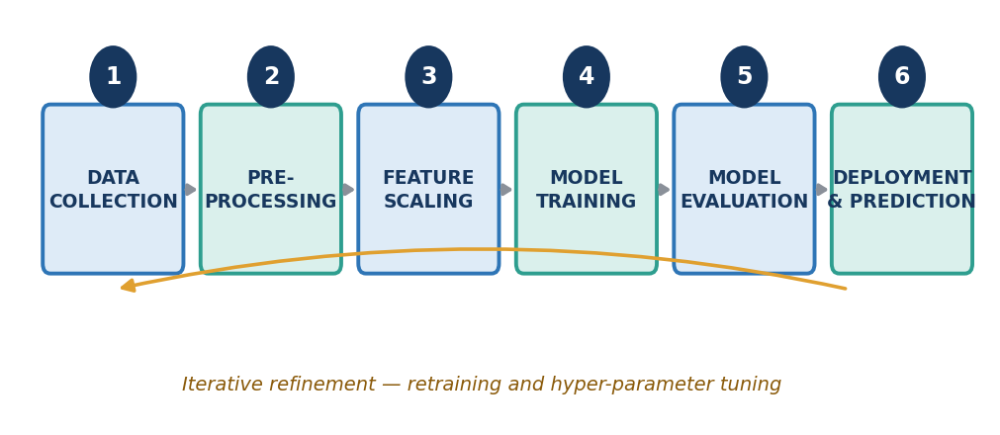 1
2
3
4
5
6
DATA
COLLECTION
PRE-
PROCESSING
FEATURE
SCALING
MODEL
TRAINING
MODEL
EVALUATION
DEPLOYMENT
& PREDICTION
Iterative refinement — retraining and hyper-parameter tuning